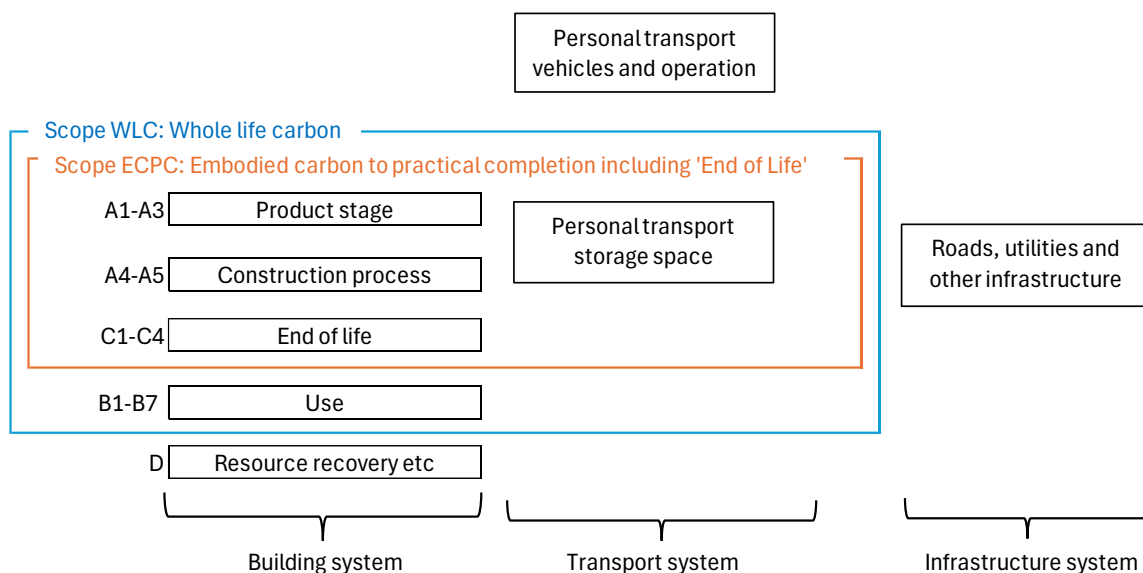 Personal transport
vehicles and operation
Scope WLC: Whole life carbon
Scope ECPC: Embodied carbon to practical completion including 'End of Life'
A1-A3
Product stage
Personal transport
storage space
Roads, utilities and
other infrastructure
A4-A5
Construction process
C1-C4
End of life
B1-B7
Use
D
Resource recovery etc
Building system
Transport system
Infrastructure system